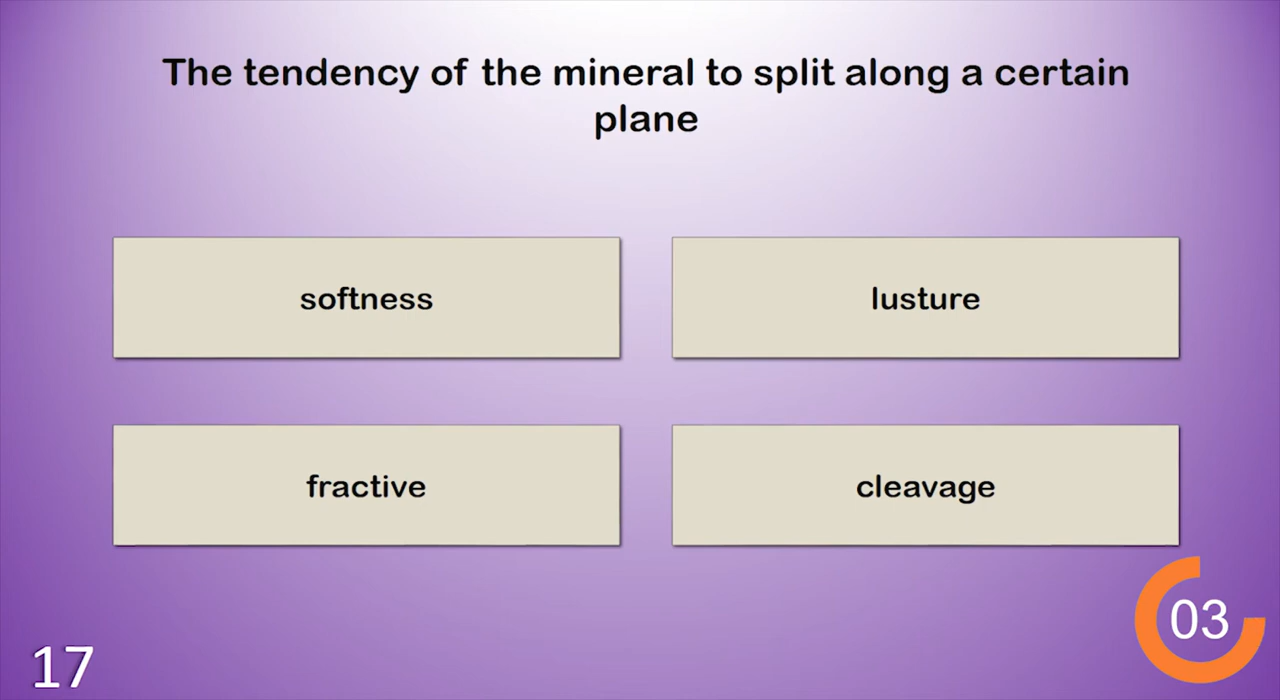 The tendency of the mineral to split along a certain
plane
softness
lusture
fractive
cleavage
03
17